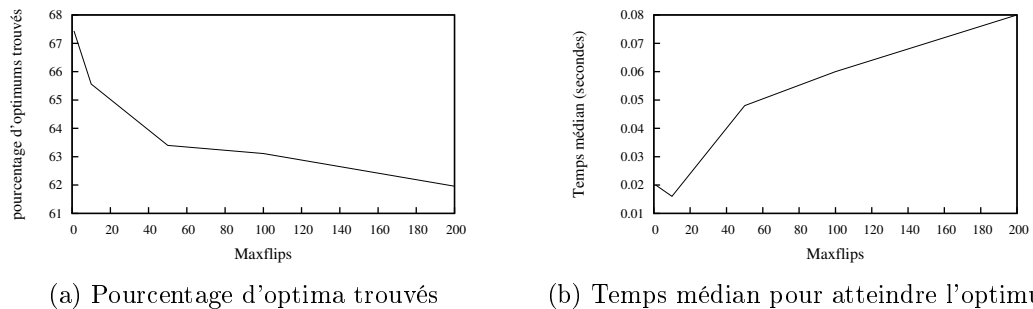 68
67
66
65
64
63
62
61
pourcentage d'optimums trouvés
0 20 40 60 80 100 120 140 160 180 200
Maxflips
(a) Pourcentage d'optima trouvés
0.08
0.07
0.06
0.05
0.04
0.03
0.02
0.01
Temps médian (secondes)
0 20 40 60 80 100 120 140 160 180 200
Maxflips
(b) Temps médian pour atteindre